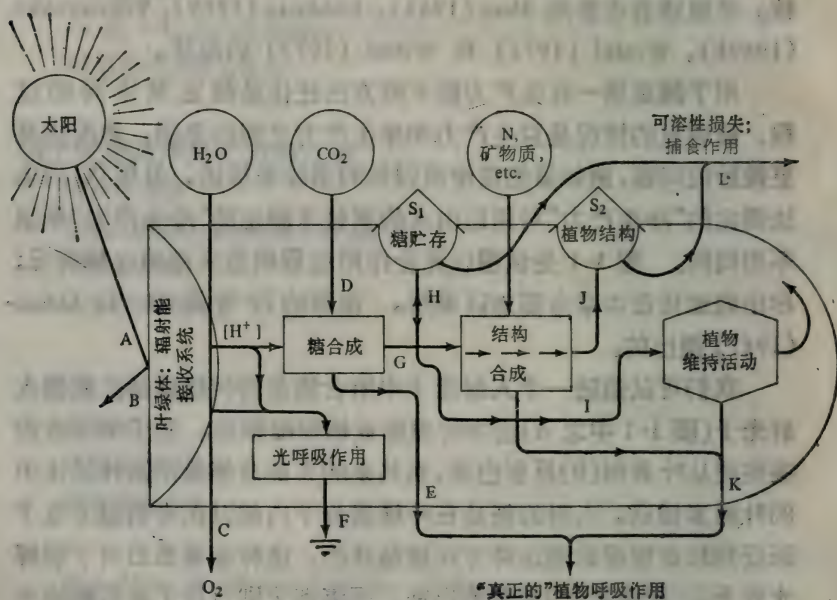 太阳
H₂O
CO₂
N,
矿物质,
etc.
可溶性损失;
捕食作用
L
S₁
糖贮存
S₂
植物结构
D
H
J
A
B
叶绿体: 辐射能
接收系统
[H⁺]
糖合成
G
结构
合成
植物
维持活动
I
光呼吸作用
C
F
E
K
O₂
“真正的”植物呼吸作用